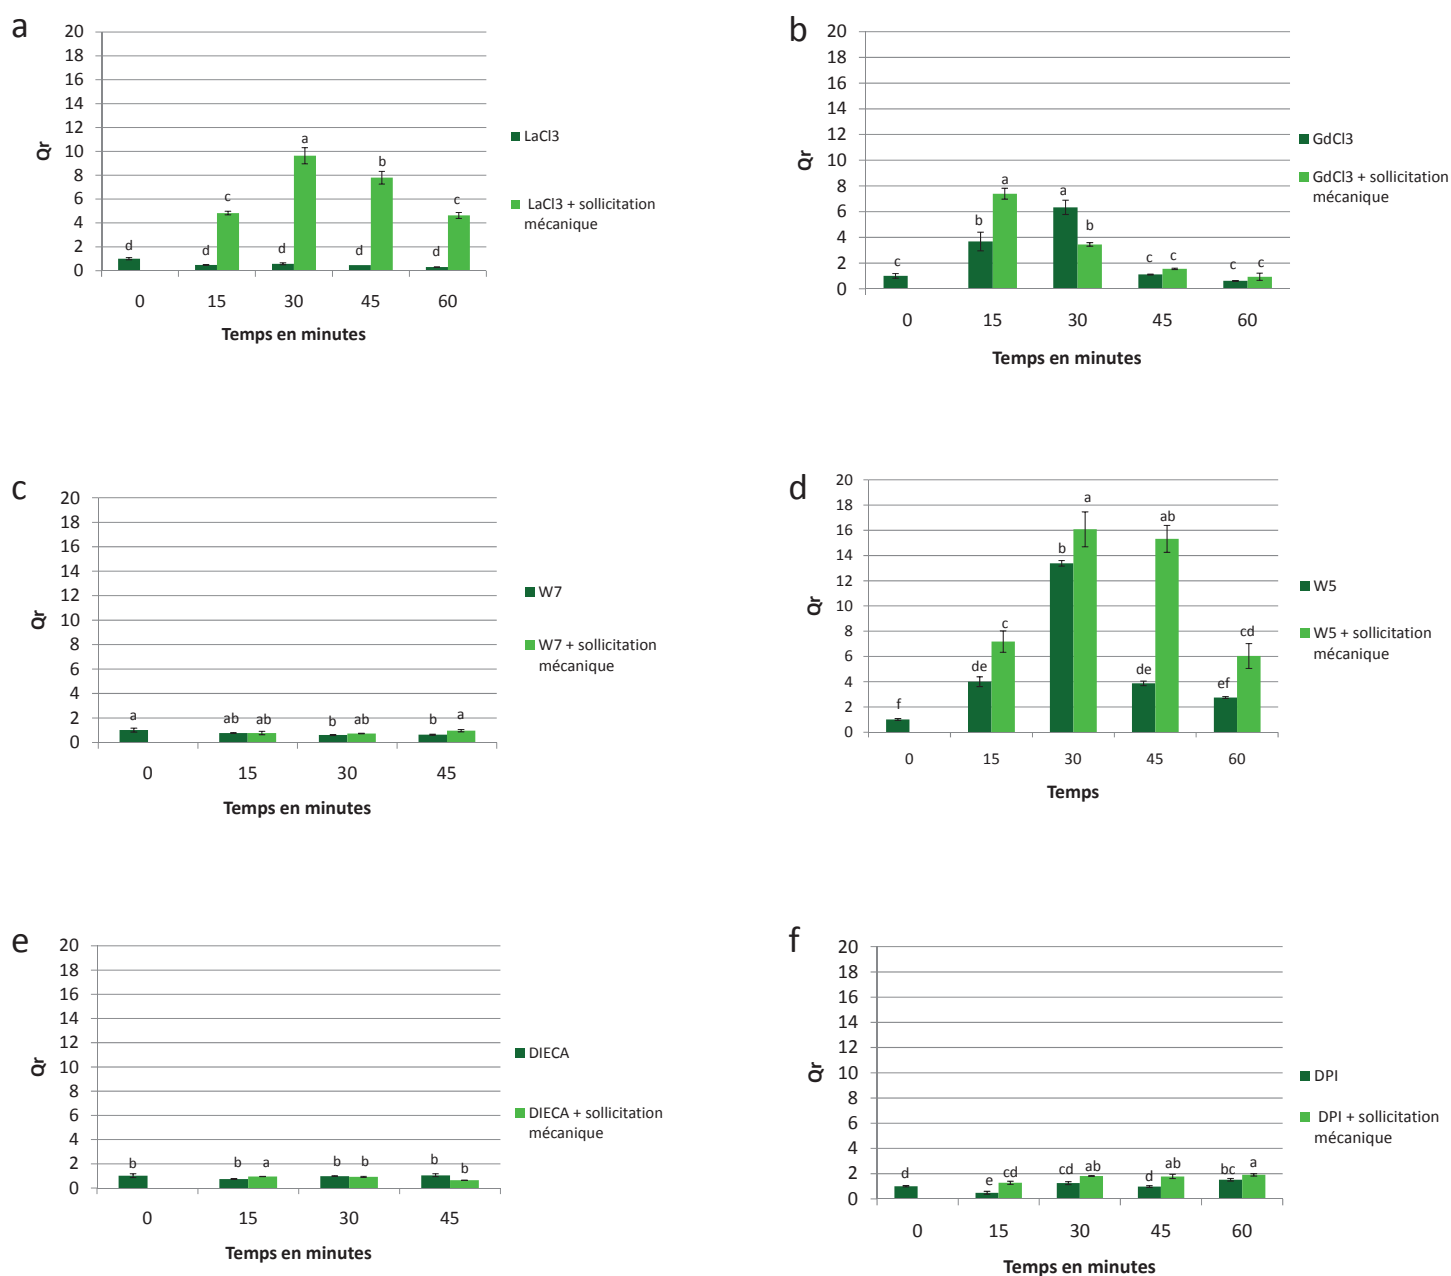 a
20
18
16
14
12
10
8
6
4
2
0
Qr
d
d
c
d
a
d
b
d
c
0 15 30 45 60
Temps en minutes
LaCl3
LaCl3 + sollicitation
mécanique
b
20
18
16
14
12
10
8
6
4
2
0
Qr
c
b
a
a
b
c
c
c
c
0 15 30 45 60
Temps en minutes
GdCl3
GdCl3 + sollicitation
mécanique
c
20
18
16
14
12
10
8
6
4
2
0
Qr
a
ab
ab
b
ab
b
a
0 15 30 45
Temps en minutes
W7
W7 + sollicitation
mécanique
d
20
18
16
14
12
10
8
6
4
2
0
Qr
f
de
c
b
a
de
ab
ef
cd
0 15 30 45 60
Temps
W5
W5 + sollicitation
mécanique
e
20
18
16
14
12
10
8
6
4
2
0
Qr
b
b
a
b
b
b
b
0 15 30 45
Temps en minutes
DIECA
DIECA + sollicitation
mécanique
f
20
18
16
14
12
10
8
6
4
2
0
Qr
d
e
cd
cd
ab
d
ab
bc
a
0 15 30 45 60
Temps en minutes
DPI
DPI + sollicitation
mécanique